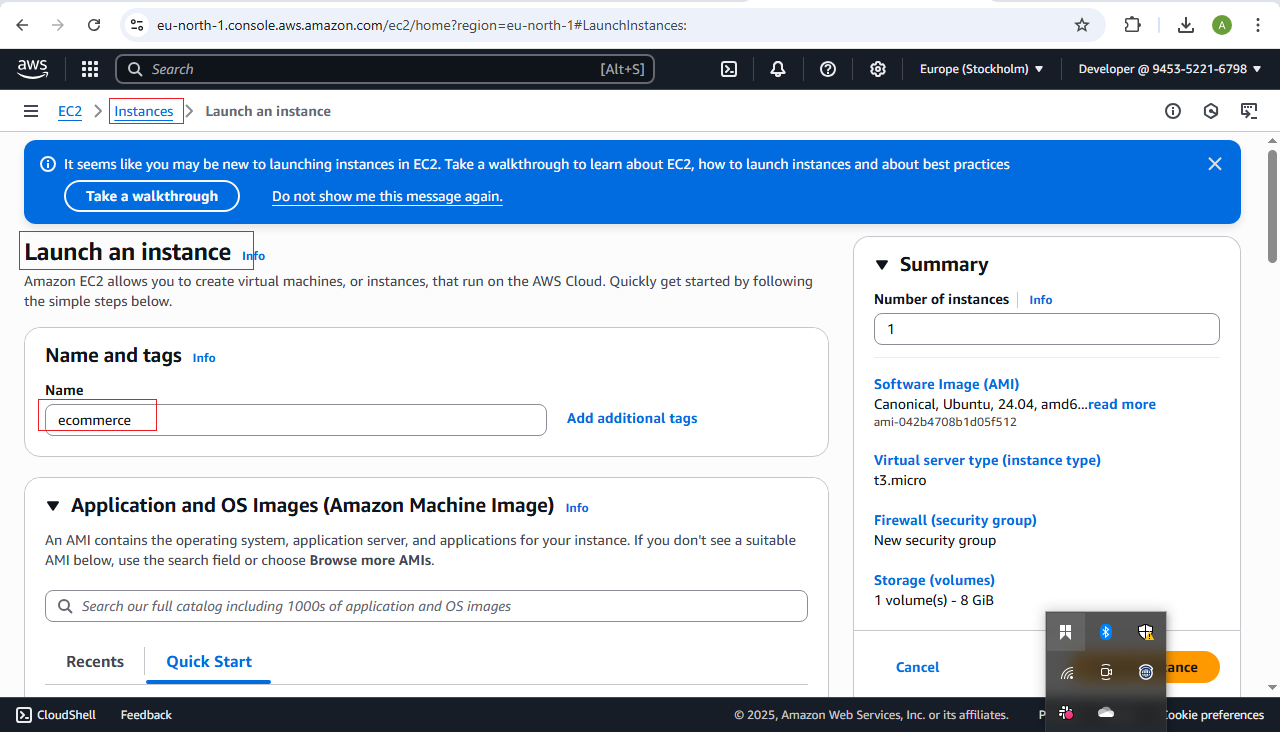 eu-north-1.console.aws.amazon.com/ec2/home?region=eu-north-1#LaunchInstances:
A
aws
Search
[Alt+S]
Europe (Stockholm)
Developer @ 9453-5221-6798
EC2
Instances
Launch an instance
It seems like you may be new to launching instances in EC2. Take a walkthrough to learn about EC2, how to launch instances and about best practices
Take a walkthrough
Do not show me this message again.
Launch an instance Info
Amazon EC2 allows you to create virtual machines, or instances, that run on the AWS Cloud. Quickly get started by following
the simple steps below.
Name and tags Info
Name
ecommerce
Add additional tags
Application and OS Images (Amazon Machine Image) Info
An AMI contains the operating system, application server, and applications for your instance. If you don't see a suitable
AMI below, use the search field or choose Browse more AMIs.
Search our full catalog including 1000s of application and OS images
Recents
Quick Start
Summary
Number of instances Info
1
Software Image (AMI)
Canonical, Ubuntu, 24.04, amd6...read more
ami-042b4708b1d05f512
Virtual server type (instance type)
t3.micro
Firewall (security group)
New security group
Storage (volumes)
1 volume(s) - 8 GiB
Cancel
CloudShell
Feedback
© 2025, Amazon Web Services, Inc. or its affiliates.
Cookie preferences